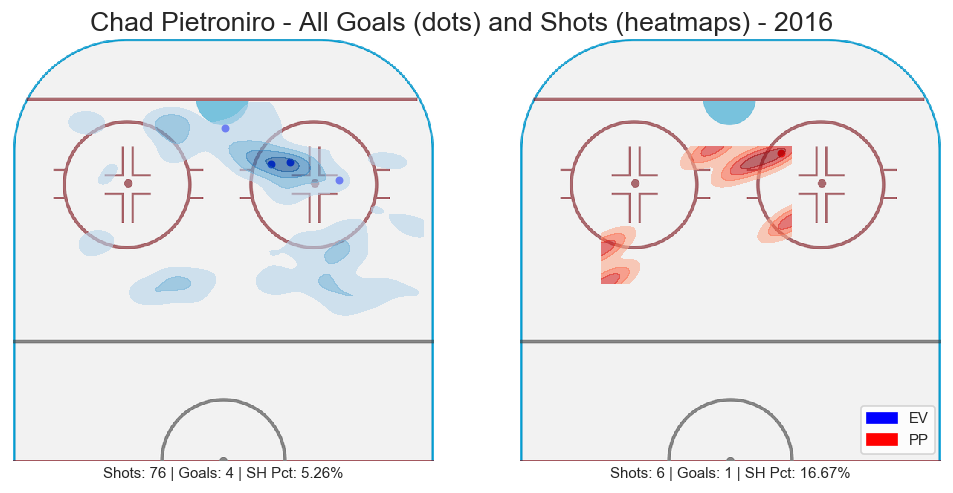 Chad Pietroniro - All Goals (dots) and Shots (heatmaps) - 2016
EV
PP
Shots: 76 | Goals: 4 | SH Pct: 5.26%
Shots: 6 | Goals: 1 | SH Pct: 16.67%